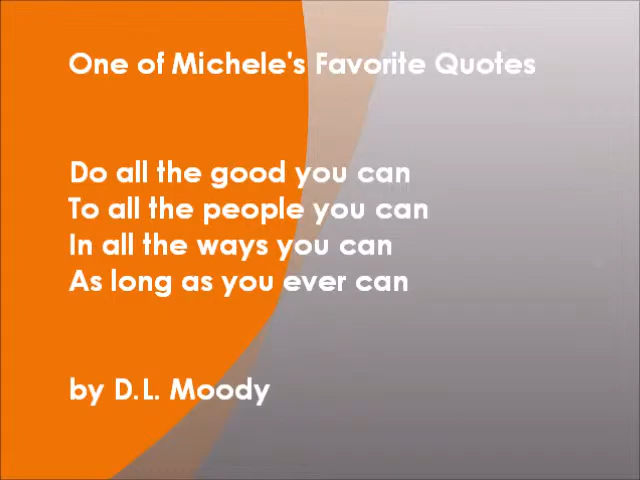 One of Michele's Favorite Quotes
Do all the good you can
To all the people you can
In all the ways you can
As long as you ever can
by D.L. Moody